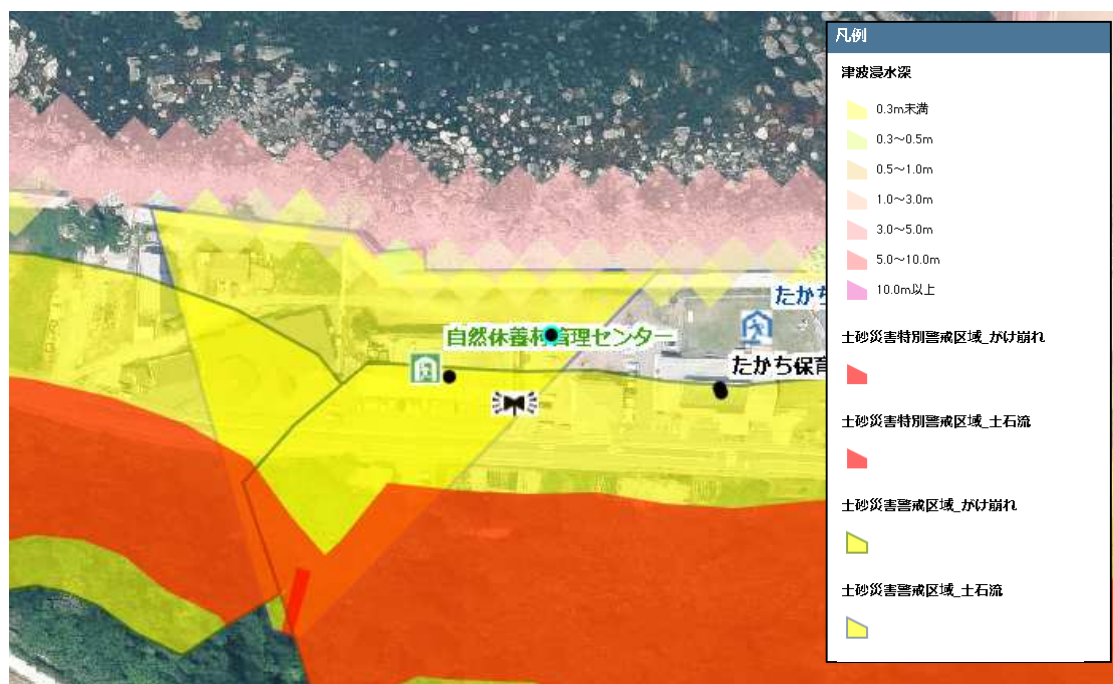 凡例
津波浸水深
0.3m未満
0.3～0.5m
0.5～1.0m
1.0～3.0m
3.0～5.0m
5.0～10.0m
10.0m以上
土砂災害特別警戒区域_がけ崩れ
土砂災害特別警戒区域_土石流
土砂災害警戒区域_がけ崩れ
土砂災害警戒区域_土石流
たかち
自然休養村管理センター
たかち保育